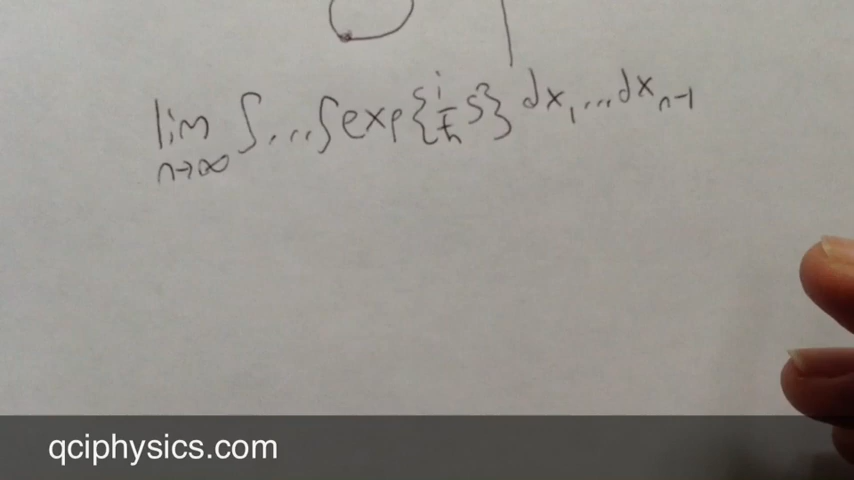 lim n→∞ ∫...∫ exp{i/ħ S} dx₁...dxₙ₋₁
qciphysics.com